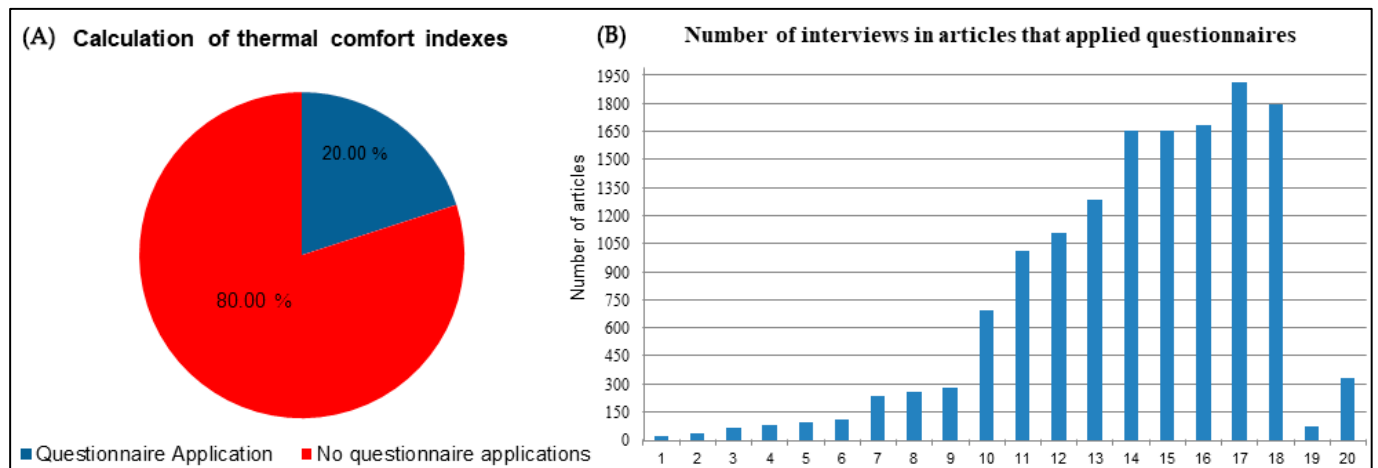 (A) Calculation of thermal comfort indexes
20.00 %
80.00 %
Questionnaire Application
No questionnaire applications
(B) Number of interviews in articles that applied questionnaires
Number of articles
1950
1800
1650
1500
1350
1200
1050
900
750
600
450
300
150
0
1 2 3 4 5 6 7 8 9 10 11 12 13 14 15 16 17 18 19 20